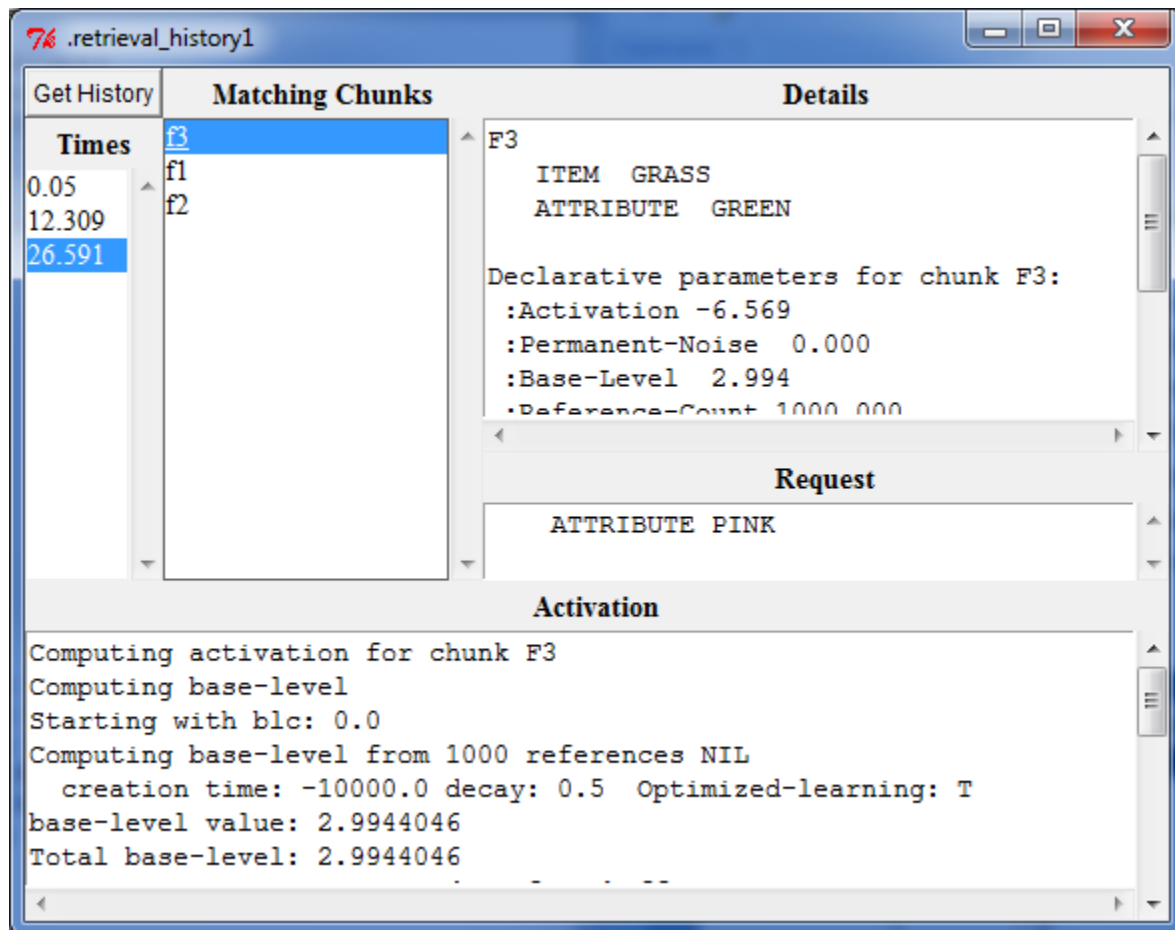 .retrieval_history1
Get History
Matching Chunks
Details
Times
0.05
12.309
26.591
f3
f1
f2
F3
ITEM GRASS
ATTRIBUTE GREEN
Declarative parameters for chunk F3:
:Activation -6.569
:Permanent-Noise 0.000
:Base-Level 2.994
:Reference-Count 1000.000
Request
ATTRIBUTE PINK
Activation
Computing activation for chunk F3
Computing base-level
Starting with blc: 0.0
Computing base-level from 1000 references NIL
creation time: -10000.0 decay: 0.5 Optimized-learning: T
base-level value: 2.9944046
Total base-level: 2.9944046